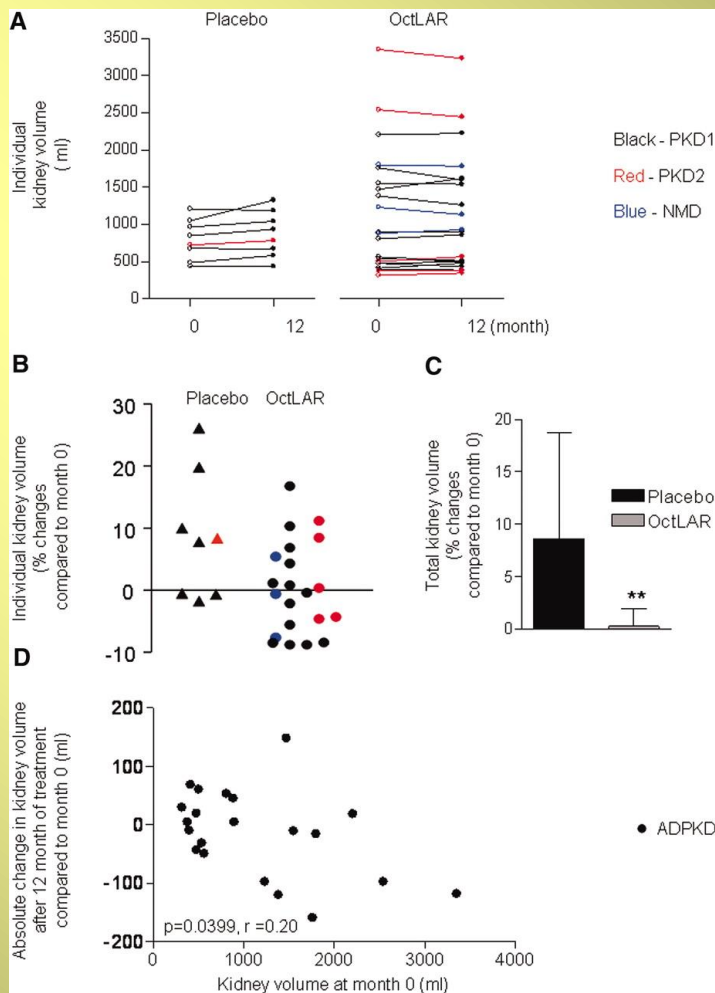 A
Placebo
OctLAR
Individual
kidney volume
( ml)
3500
3000
2500
2000
1500
1000
500
0
0
12
0
12 (month)
Black - PKD1
Red - PKD2
Blue - NMD
B
Placebo
OctLAR
Individual kidney volume
(% changes
compared to month 0)
30
20
10
0
-10
C
Total kidney volume
(% changes
compared to month 0)
20
15
10
5
0
**
Placebo
OctLAR
D
Absolute change in kidney volume
after 12 month of treatment
compared to month 0 (ml)
200
100
0
-100
-200
p=0.0399, r =0.20
ADPKD
0
1000
2000
3000
4000
Kidney volume at month 0 (ml)